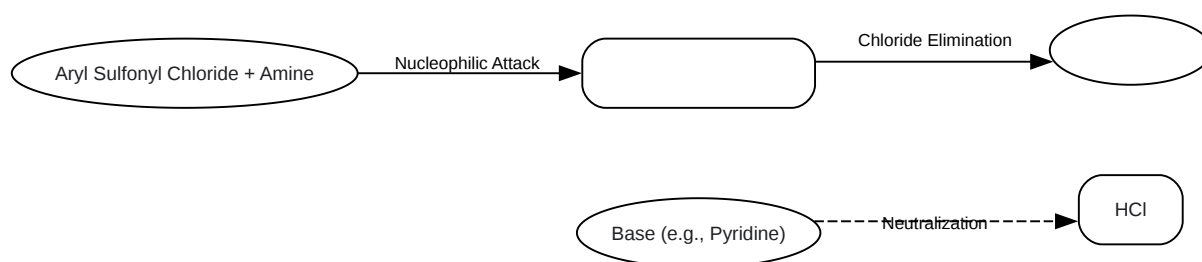 Chloride Elimination
Aryl Sulfonyl Chloride + Amine
Nucleophilic Attack
HCl
Base (e.g., Pyridine)
Neutralization